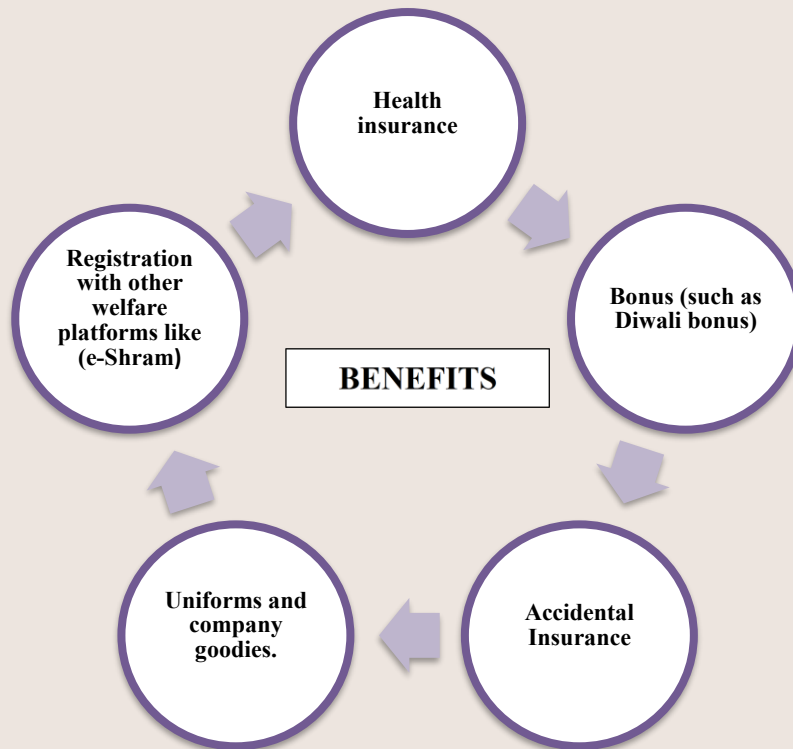 Health
insurance
Bonus (such as
Diwali bonus)
Accidental
Insurance
Uniforms and
company
goodies.
Registration
with other
welfare
platforms like
(e-Shram)
BENEFITS